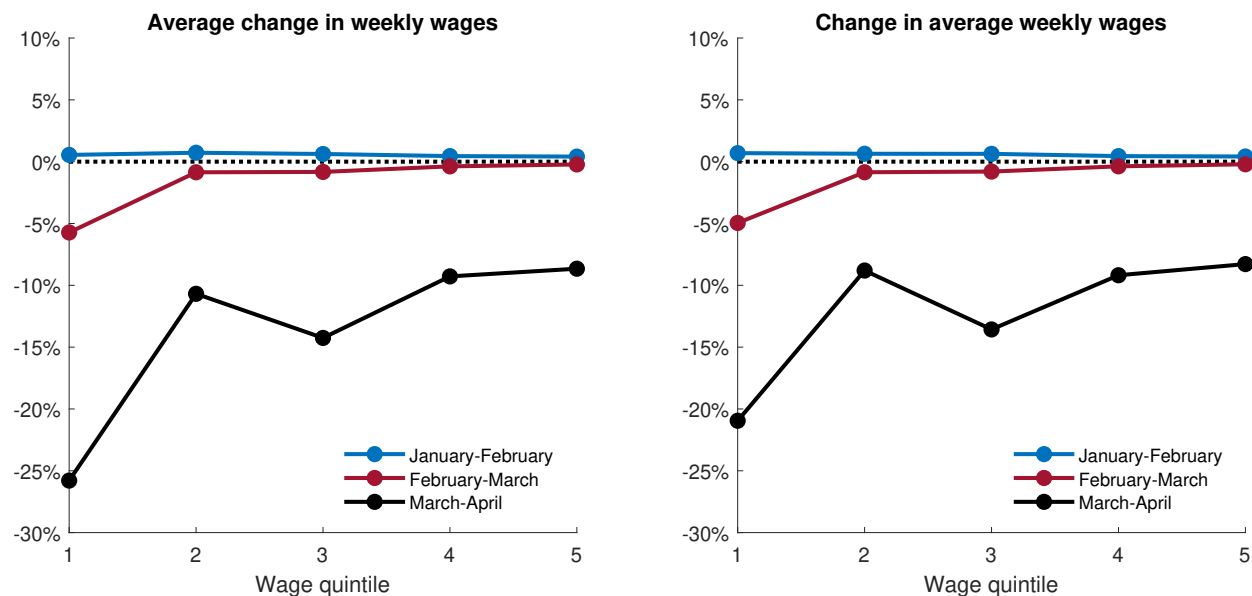 Average change in weekly wages
10%
5%
0%
-5%
-10%
-15%
-20%
-25%
-30%
January-February
February-March
March-April
1 2 3 4 5
Wage quintile
Change in average weekly wages
10%
5%
0%
-5%
-10%
-15%
-20%
-25%
-30%
January-February
February-March
March-April
1 2 3 4 5
Wage quintile